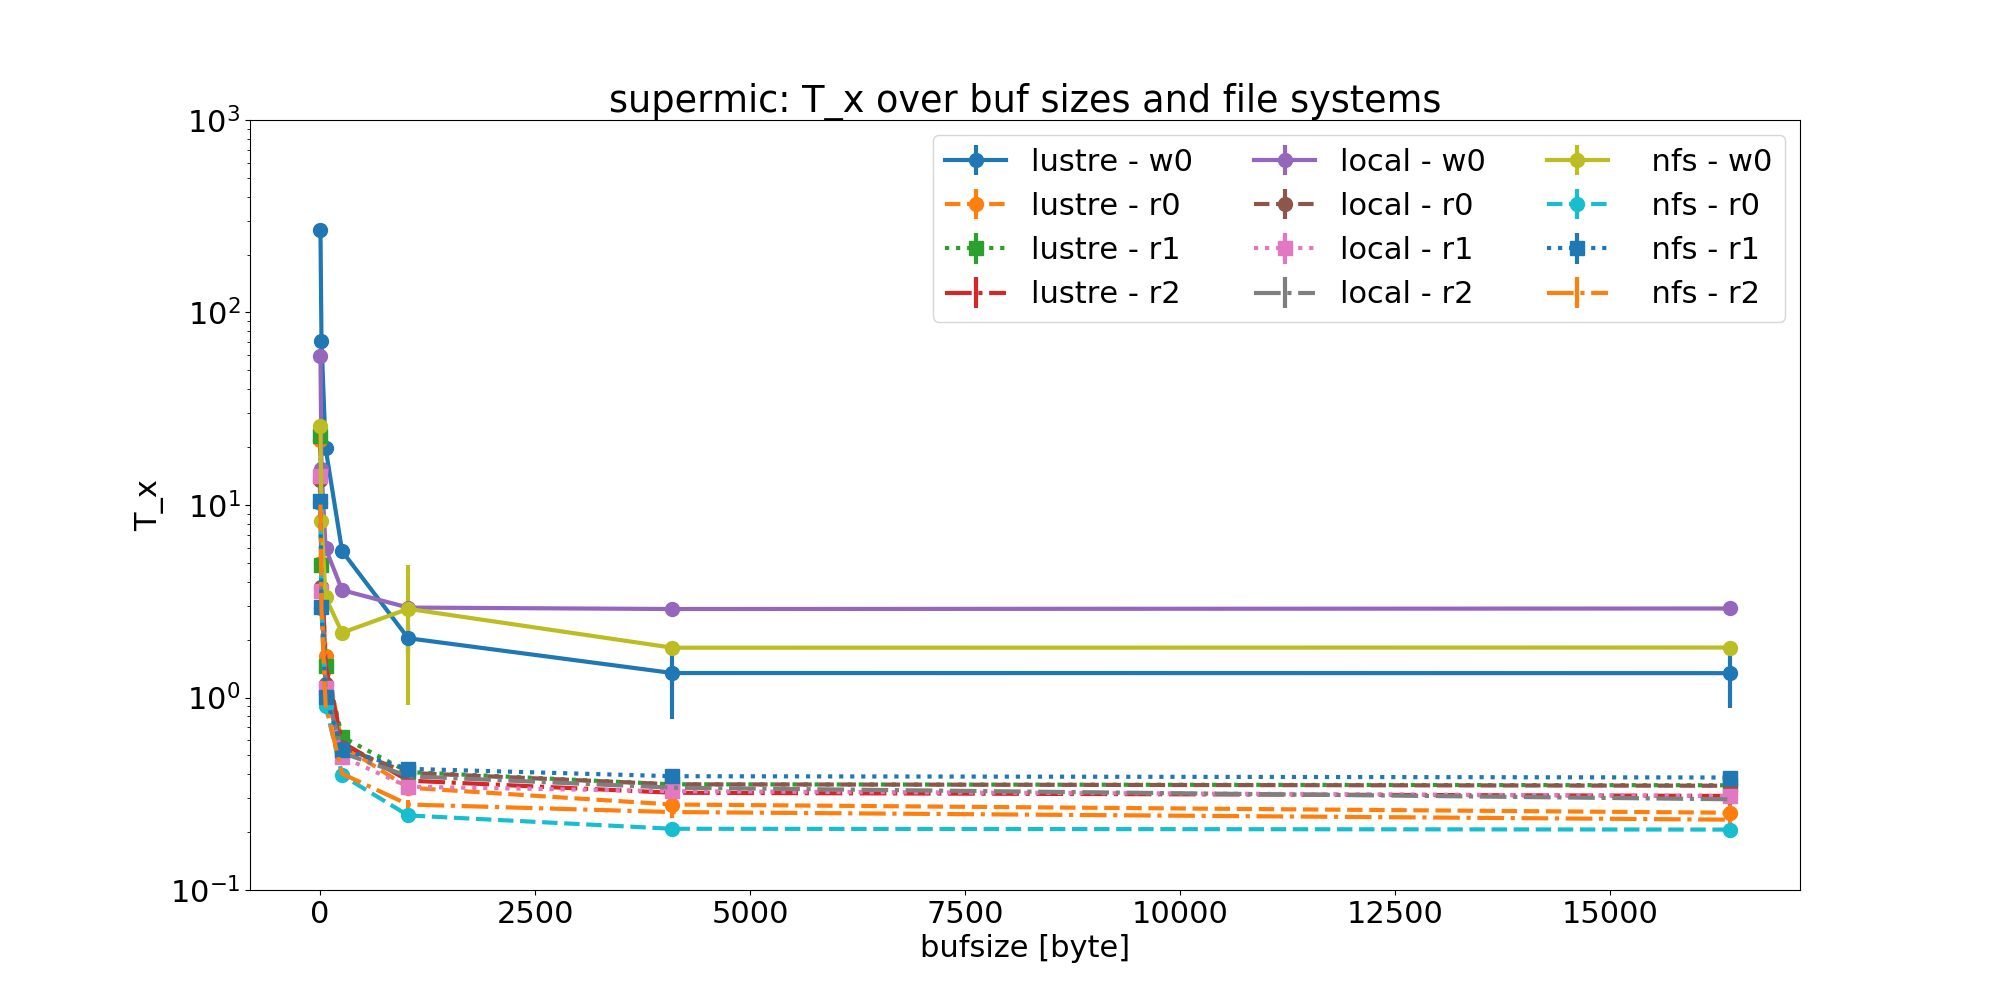 supermic: T_x over buf sizes and file systems
10³
lustre - w0 local - w0 nfs - w0
lustre - r0 local - r0 nfs - r0
lustre - r1 local - r1 nfs - r1
lustre - r2 local - r2 nfs - r2
10²
T_x
10¹
10⁰
10⁻¹
0 2500 5000 7500 10000 12500 15000
bufsize [byte]